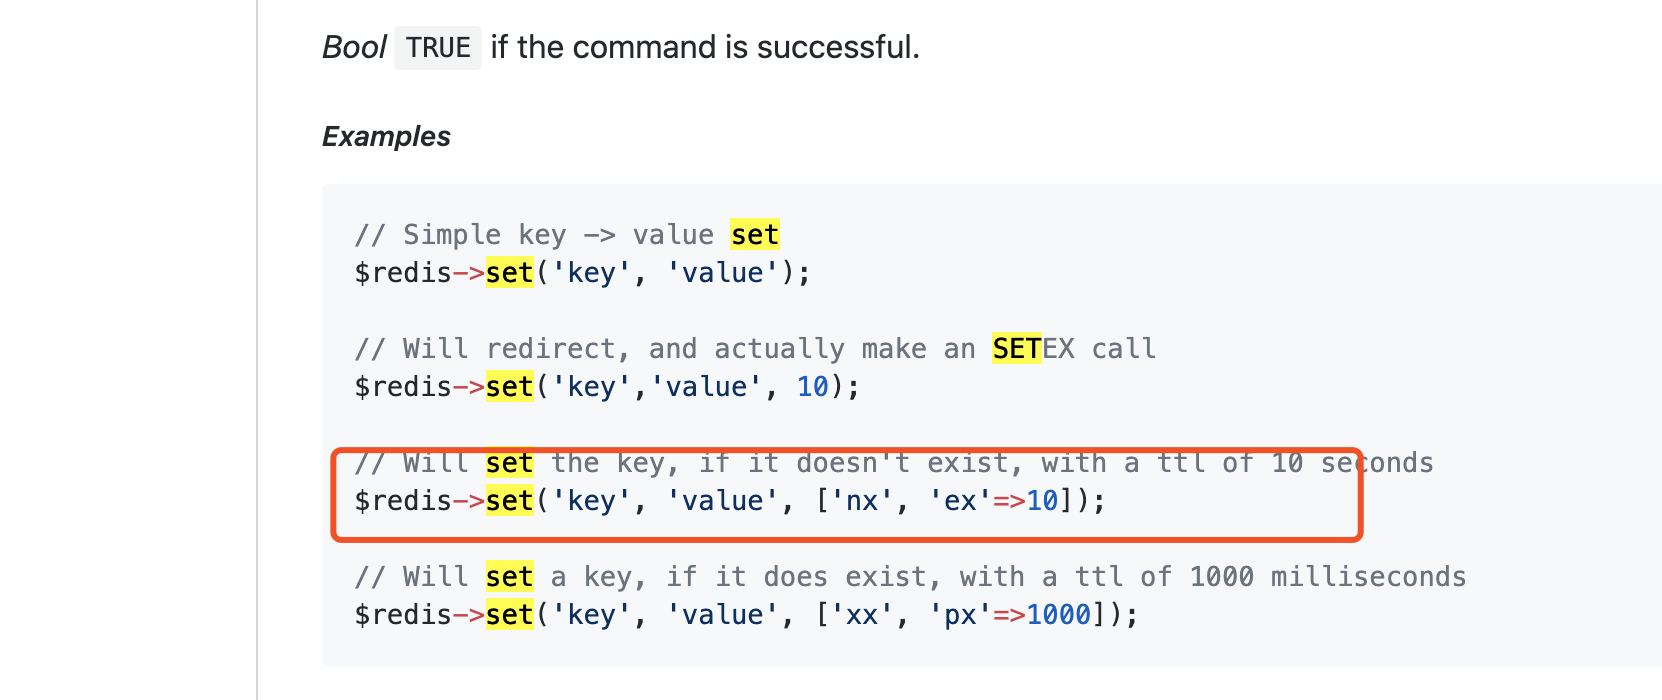 Bool TRUE if the command is successful.
Examples
// Simple key -> value set
$redis->set('key', 'value');
// Will redirect, and actually make an SETEX call
$redis->set('key','value', 10);
// Will set the key, if it doesn't exist, with a ttl of 10 seconds
$redis->set('key', 'value', ['nx', 'ex'=>10]);
// Will set a key, if it does exist, with a ttl of 1000 milliseconds
$redis->set('key', 'value', ['xx', 'px'=>1000]);